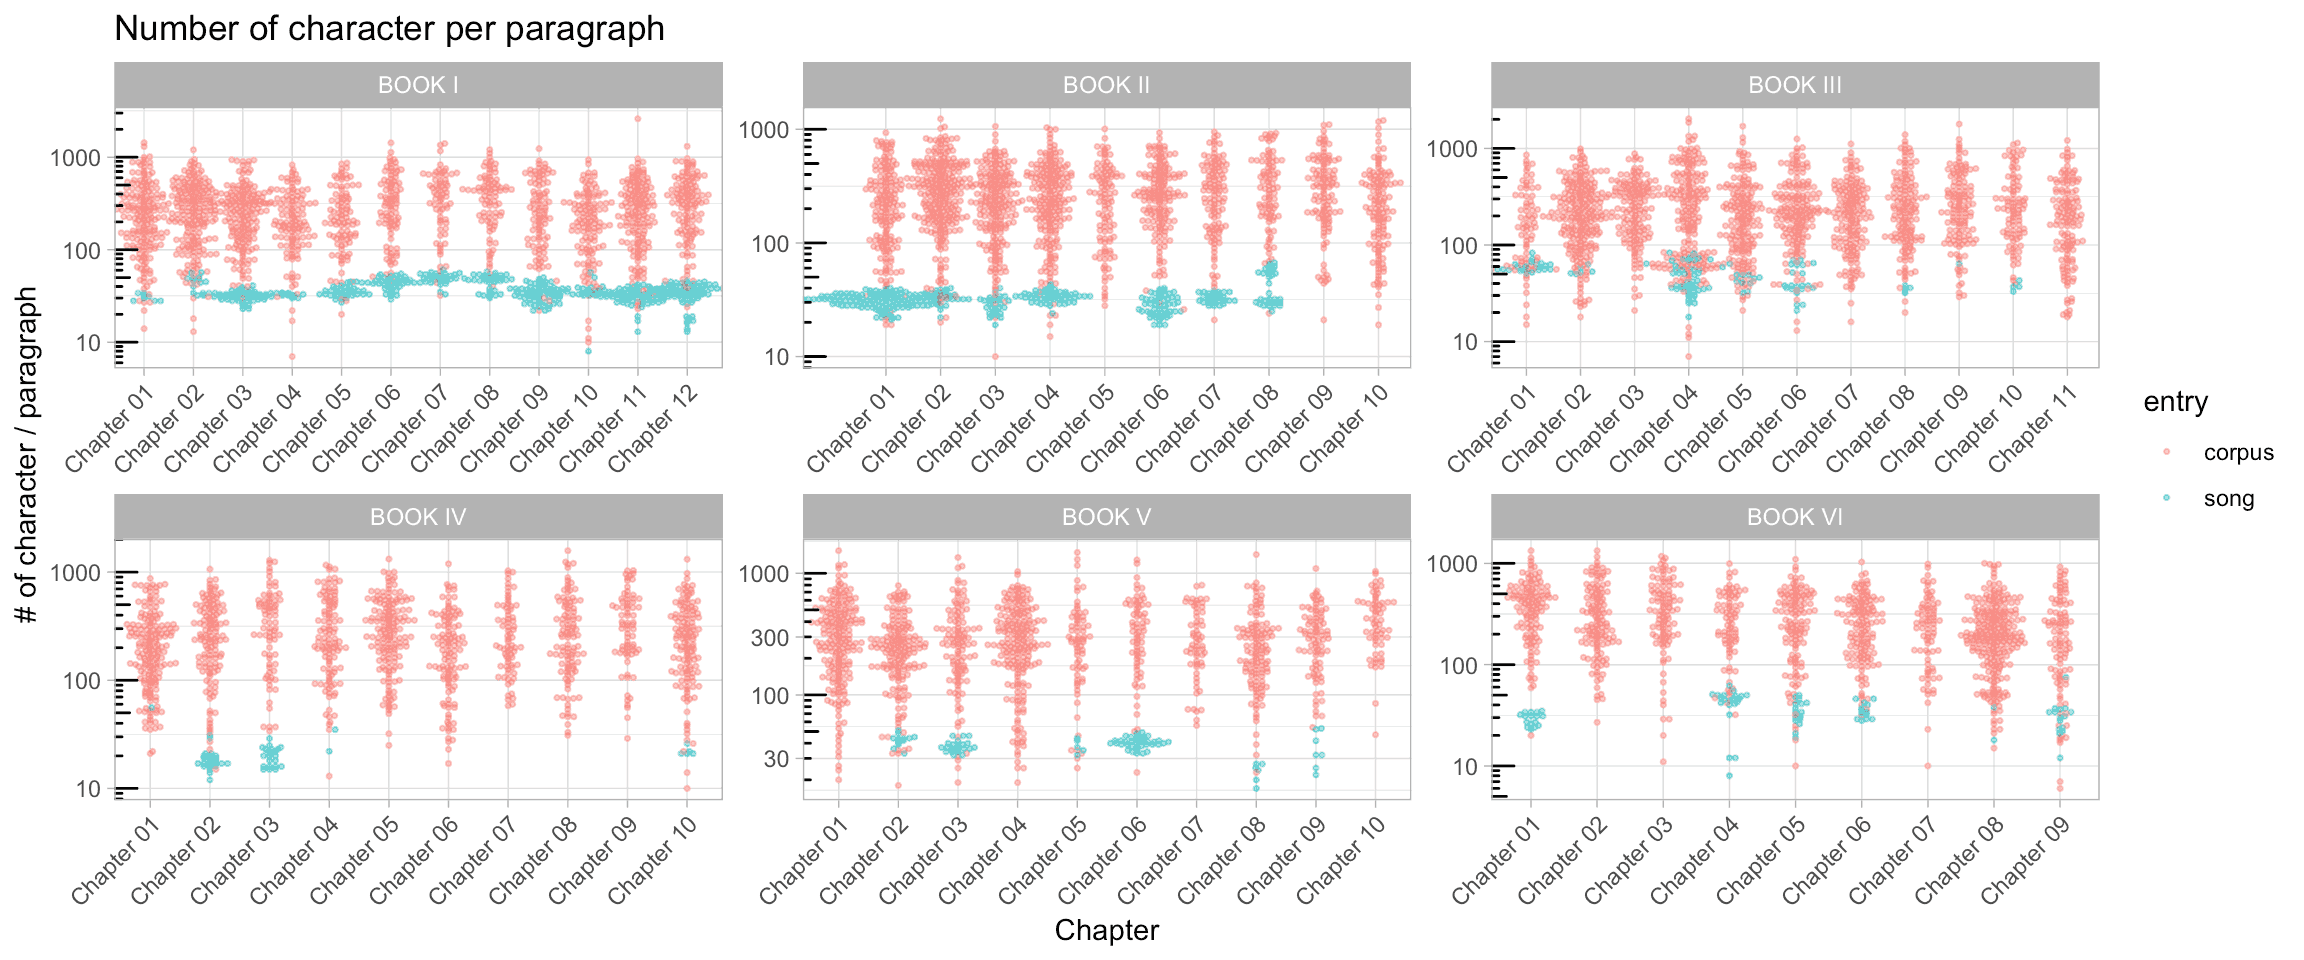 Number of character per paragraph
BOOK I
BOOK II
BOOK III
1000
100
10
1000
100
10
1000
100
10
Chapter 01
Chapter 02
Chapter 03
Chapter 04
Chapter 05
Chapter 06
Chapter 07
Chapter 08
Chapter 09
Chapter 10
Chapter 11
Chapter 12
Chapter 01
Chapter 02
Chapter 03
Chapter 04
Chapter 05
Chapter 06
Chapter 07
Chapter 08
Chapter 09
Chapter 10
Chapter 01
Chapter 02
Chapter 03
Chapter 04
Chapter 05
Chapter 06
Chapter 07
Chapter 08
Chapter 09
Chapter 10
Chapter 11
# of character / paragraph
entry
corpus
song
BOOK IV
BOOK V
BOOK VI
1000
100
10
1000
300
100
30
1000
100
10
Chapter 01
Chapter 02
Chapter 03
Chapter 04
Chapter 05
Chapter 06
Chapter 07
Chapter 08
Chapter 09
Chapter 10
Chapter 01
Chapter 02
Chapter 03
Chapter 04
Chapter 05
Chapter 06
Chapter 07
Chapter 08
Chapter 09
Chapter 10
Chapter 01
Chapter 02
Chapter 03
Chapter 04
Chapter 05
Chapter 06
Chapter 07
Chapter 08
Chapter 09
Chapter